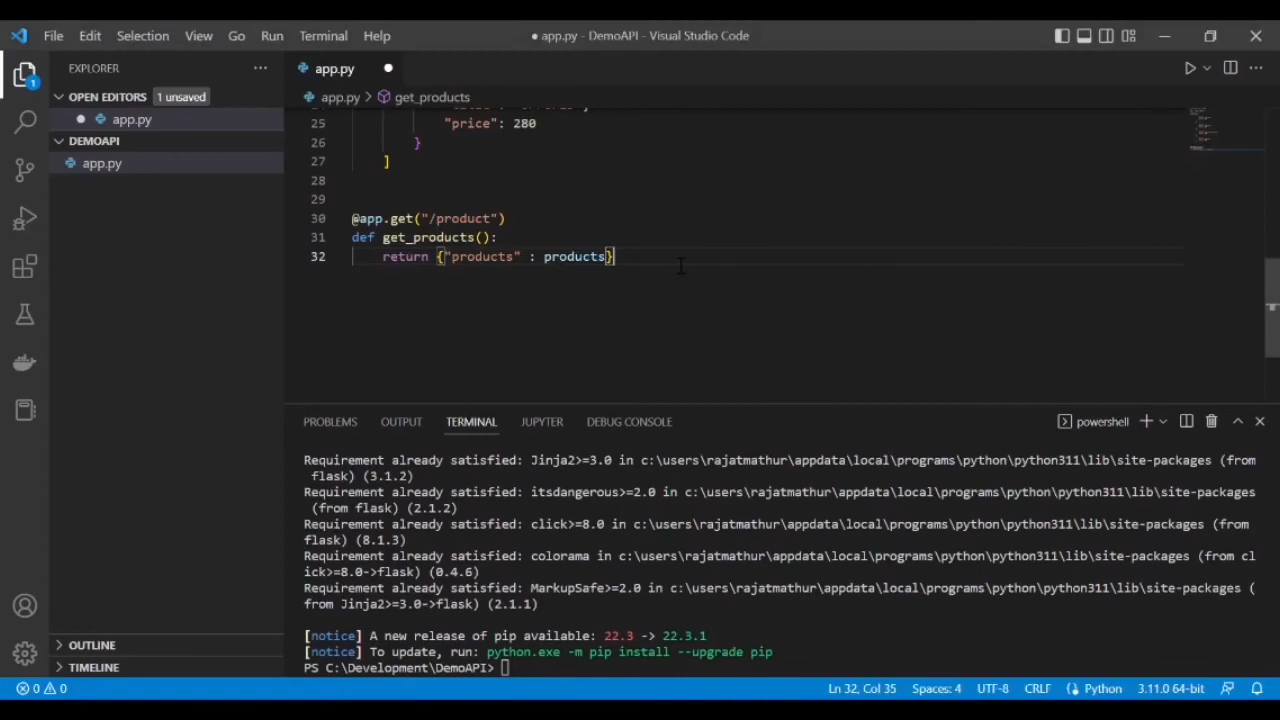 File Edit Selection View Go Run Terminal Help ● app.py - DemoAPI - Visual Studio Code
EXPLORER
1
OPEN EDITORS 1 unsaved
app.py
DEMOAPI
app.py
OUTLINE
TIMELINE
app.py
app.py > get_products
25 "price": 280
26 }
27 ]
28
29
30 @app.get("/product")
31 def get_products():
32 return {"products" : products}
PROBLEMS OUTPUT TERMINAL JUPYTER DEBUG CONSOLE powershell
Requirement already satisfied: Jinja2>=3.0 in c:\users\rajatmathur\appdata\local\programs\python\python311\lib\site-packages (from
flask) (3.1.2)
Requirement already satisfied: itsdangerous>=2.0 in c:\users\rajatmathur\appdata\local\programs\python\python311\lib\site-packages
(from flask) (2.1.2)
Requirement already satisfied: click>=8.0 in c:\users\rajatmathur\appdata\local\programs\python\python311\lib\site-packages (from
flask) (8.1.3)
Requirement already satisfied: colorama in c:\users\rajatmathur\appdata\local\programs\python\python311\lib\site-packages (from cl
ick>=8.0->flask) (0.4.6)
Requirement already satisfied: MarkupSafe>=2.0 in c:\users\rajatmathur\appdata\local\programs\python\python311\lib\site-packages (
from Jinja2>=3.0->flask) (2.1.1)
[notice] A new release of pip available: 22.3 -> 22.3.1
[notice] To update, run: python.exe -m pip install --upgrade pip
PS C:\Development\DemoAPI>
0 0 Ln 32, Col 35 Spaces: 4 UTF-8 CRLF Python 3.11.0 64-bit